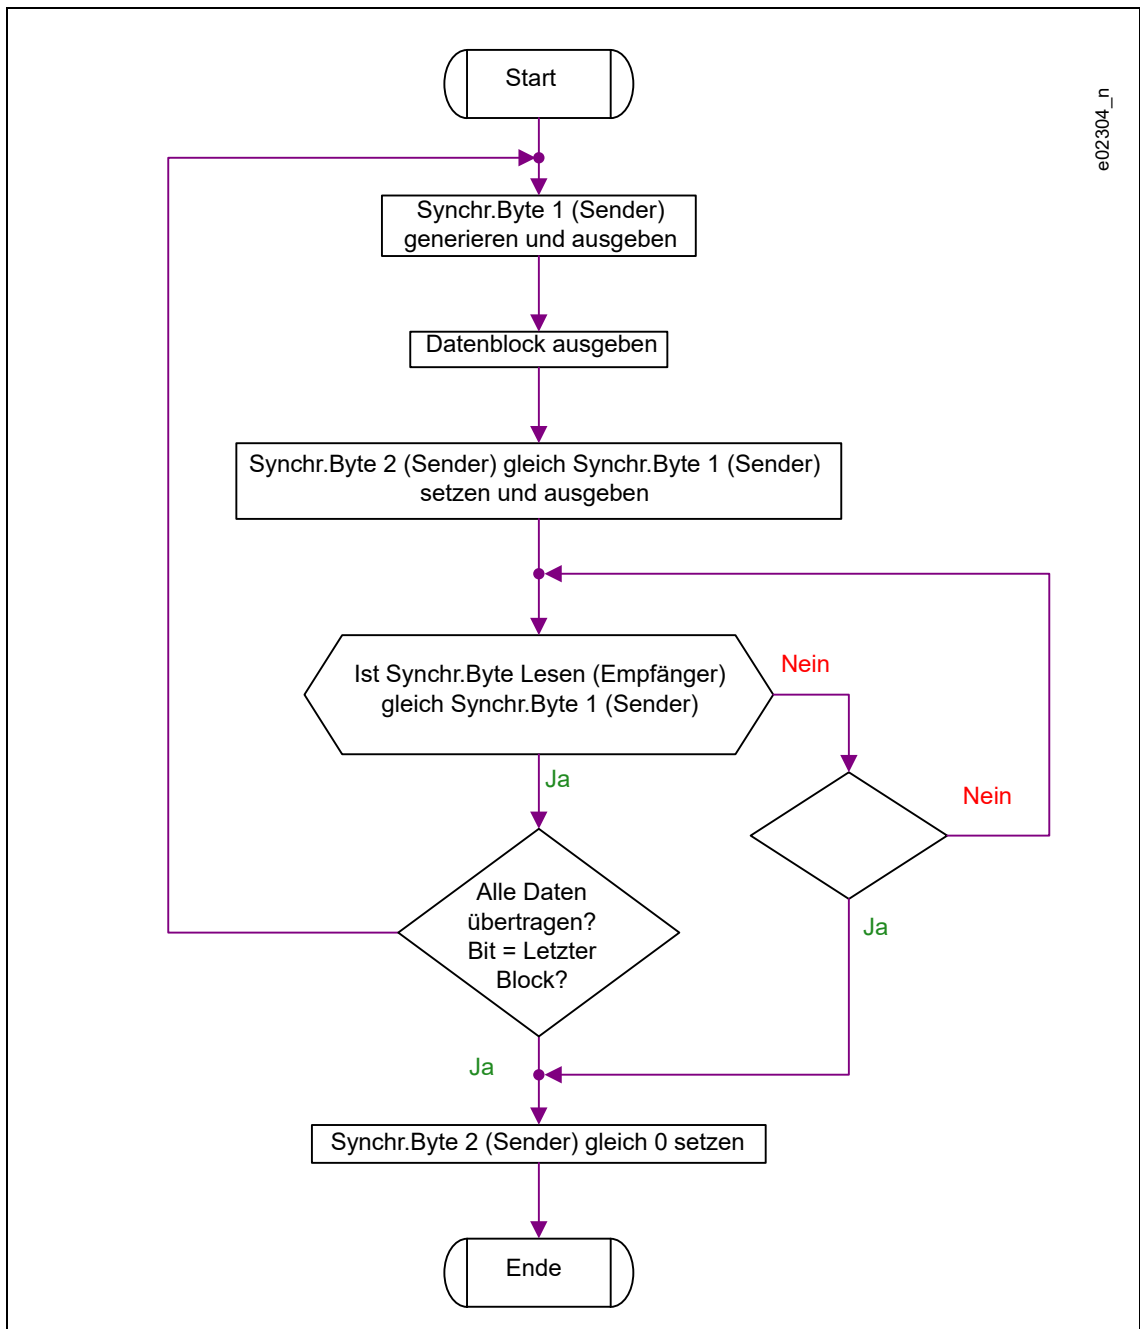 Start
e02304_n
Synchr.Byte 1 (Sender)
generieren und ausgeben
Datenblock ausgeben
Synchr.Byte 2 (Sender) gleich Synchr.Byte 1 (Sender)
setzen und ausgeben
Ist Synchr.Byte Lesen (Empfänger)
gleich Synchr.Byte 1 (Sender)
Nein
Ja
Nein
Alle Daten
übertragen?
Bit = Letzter
Block?
Ja
Ja
Synchr.Byte 2 (Sender) gleich 0 setzen
Ende